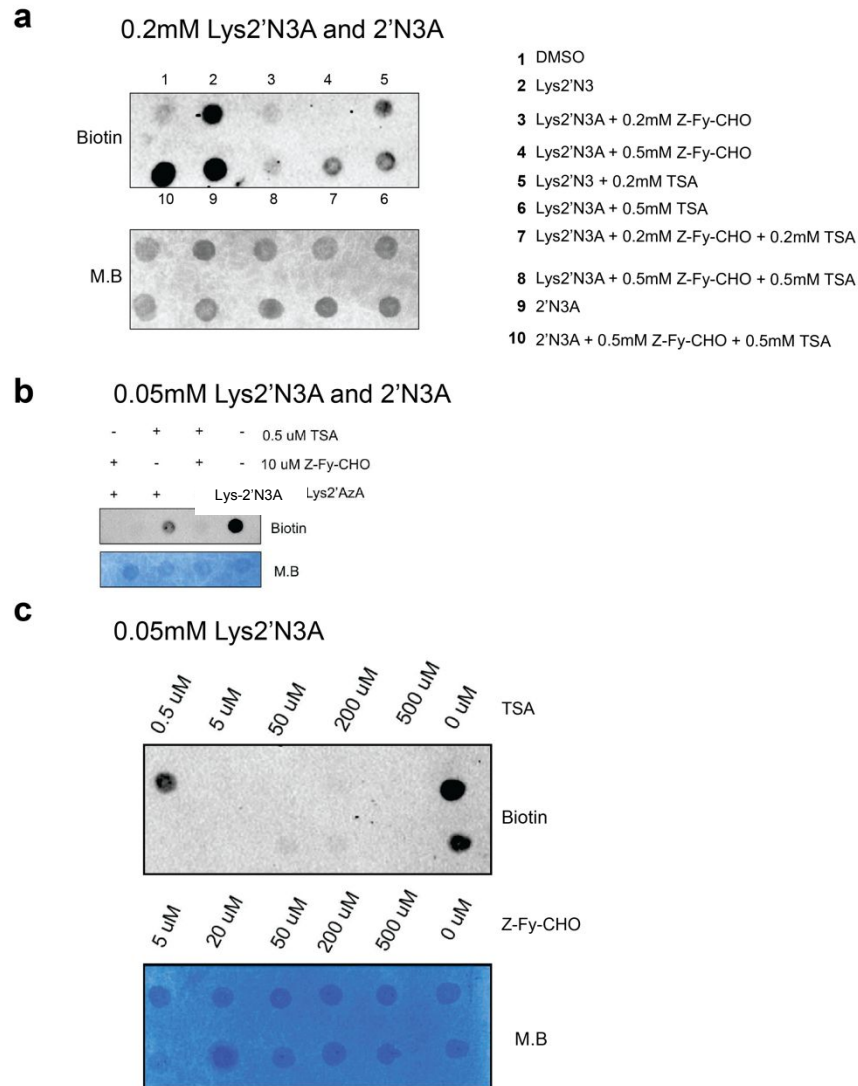 a
0.2mM Lys2'N3A and 2'N3A
1 2 3 4 5
Biotin
10 9 8 7 6
M.B
1 DMSO
2 Lys2'N3
3 Lys2'N3A + 0.2mM Z-Fy-CHO
4 Lys2'N3A + 0.5mM Z-Fy-CHO
5 Lys2'N3 + 0.2mM TSA
6 Lys2'N3A + 0.5mM TSA
7 Lys2'N3A + 0.2mM Z-Fy-CHO + 0.2mM TSA
8 Lys2'N3A + 0.5mM Z-Fy-CHO + 0.5mM TSA
9 2'N3A
10 2'N3A + 0.5mM Z-Fy-CHO + 0.5mM TSA
b
0.05mM Lys2'N3A and 2'N3A
- + + - 0.5 uM TSA
+ - + - 10 uM Z-Fy-CHO
+ + Lys-2'N3A Lys2'AzA
Biotin
M.B
c
0.05mM Lys2'N3A
0.5 uM 5 uM 50 uM 200 uM 500 uM 0 uM TSA
Biotin
5 uM 20 uM 50 uM 200 uM 500 uM 0 uM Z-Fy-CHO
M.B